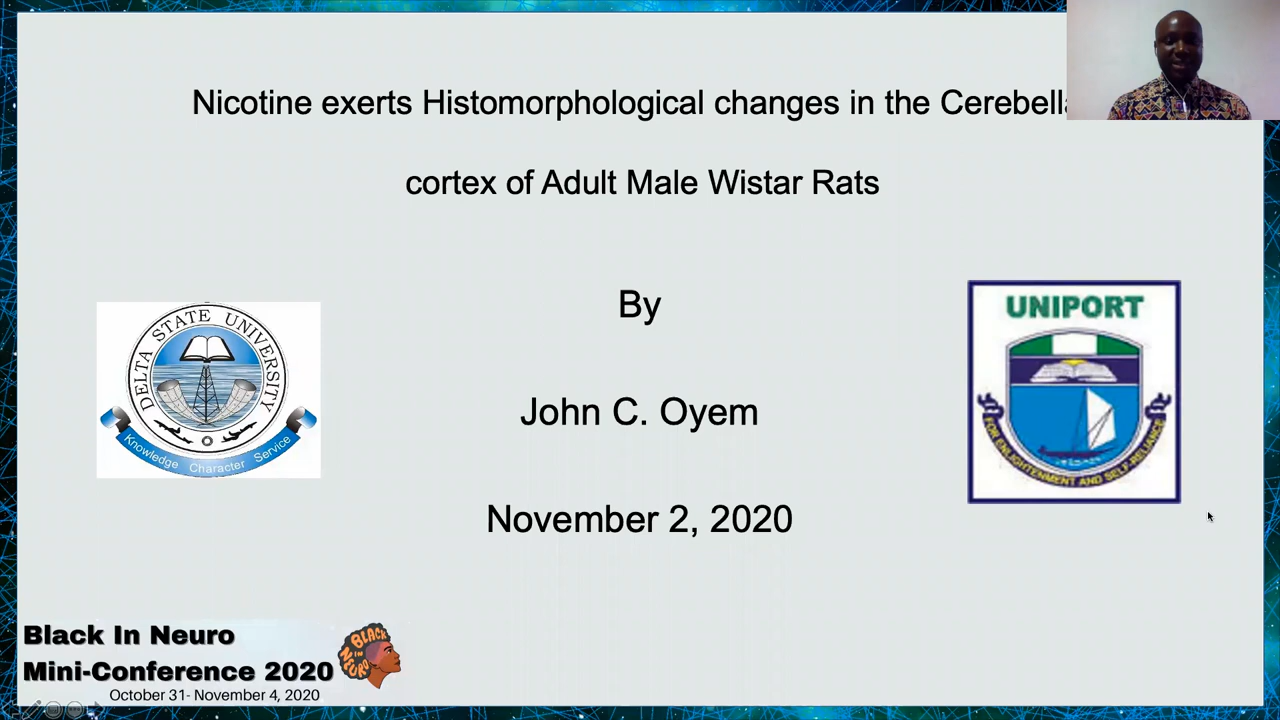 Nicotine exerts Histomorphological changes in the Cerebella
cortex of Adult Male Wistar Rats
By
DELTA STATE UNIVERSITY
Knowledge Character Service
UNIPORT
FOR ENLIGHTENMENT AND SELF-RELIANCE
John C. Oyem
November 2, 2020
Black In Neuro
Mini-Conference 2020
October 31- November 4, 2020
BLACK
IN
NEURO